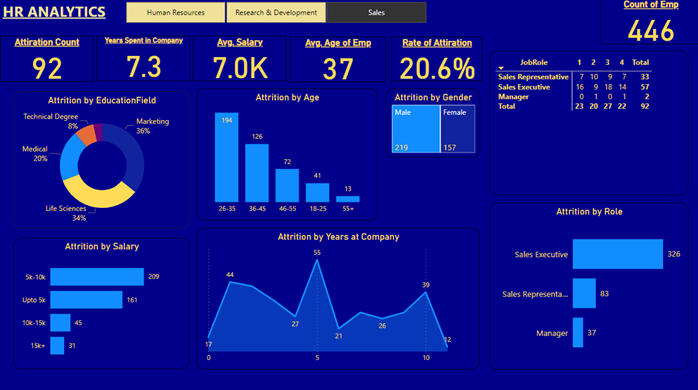 HR ANALYTICS
Human Resources
Research & Development
Sales
Count of Emp
446
Attiration Count
92
Years Spent in Company
7.3
Avg. Salary
7.0K
Avg. Age of Emp
37
Rate of Attiration
20.6%
JobRole 1 2 3 4 Total
Sales Representative 7 10 9 7 33
Sales Executive 16 9 18 14 57
Manager 0 1 0 1 2
Total 23 20 27 22 92
Attrition by EducationField
Technical Degree
8%
Marketing
36%
Medical
20%
Life Sciences
34%
Attrition by Age
194
126
72
41
13
26-35 36-45 46-55 18-25 55+
Attrition by Gender
Male
Female
219
157
Attrition by Salary
5k-10k 209
Upto 5k 161
10k-15k 45
15k+ 31
Attrition by Years at Company
55
44
39
27
26
21
17
12
0 5 10
Attrition by Role
Sales Executive 326
Sales Representa... 83
Manager 37